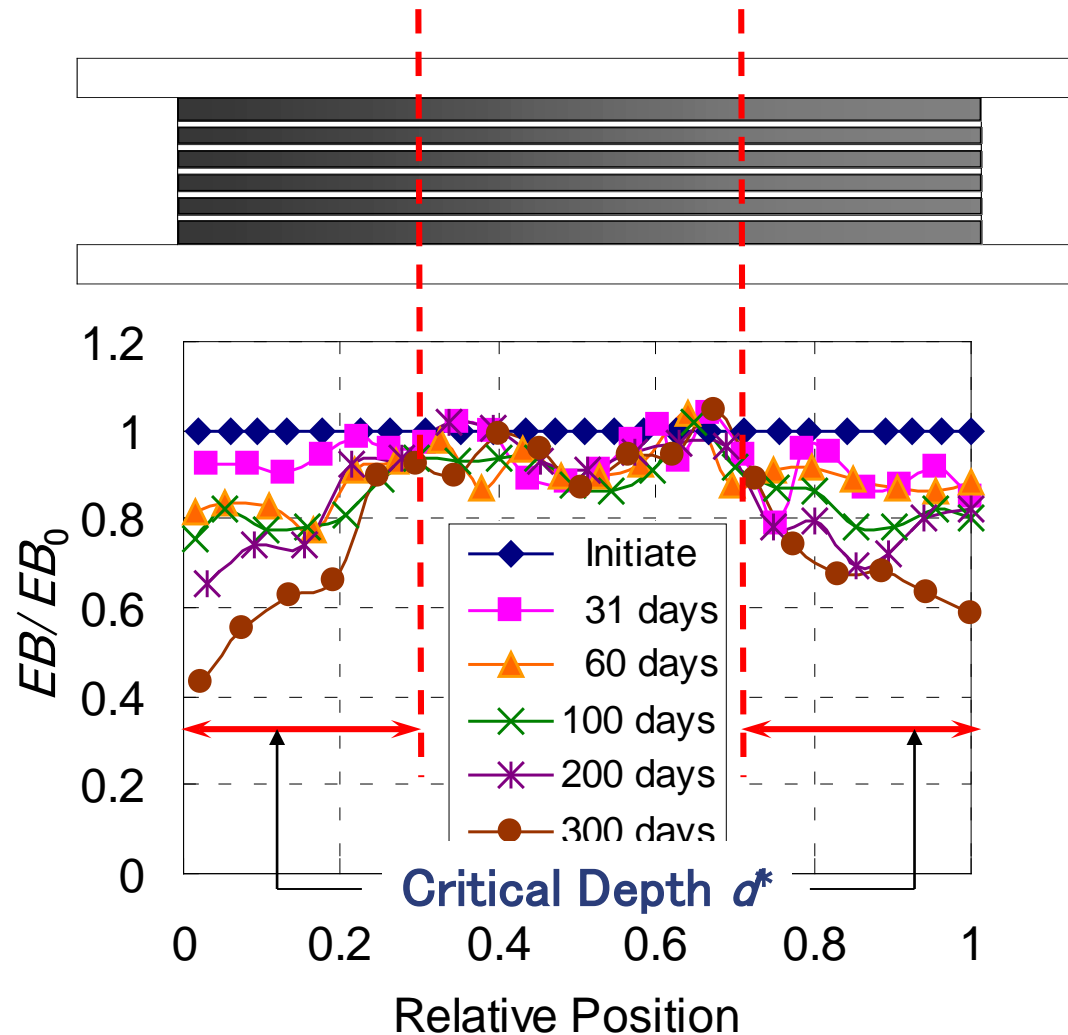 1.2
1
0.8
0.6
0.4
0.2
0
EB/EB0
Initiate
31 days
60 days
100 days
200 days
300 days
Critical Depth d*
0 0.2 0.4 0.6 0.8 1
Relative Position